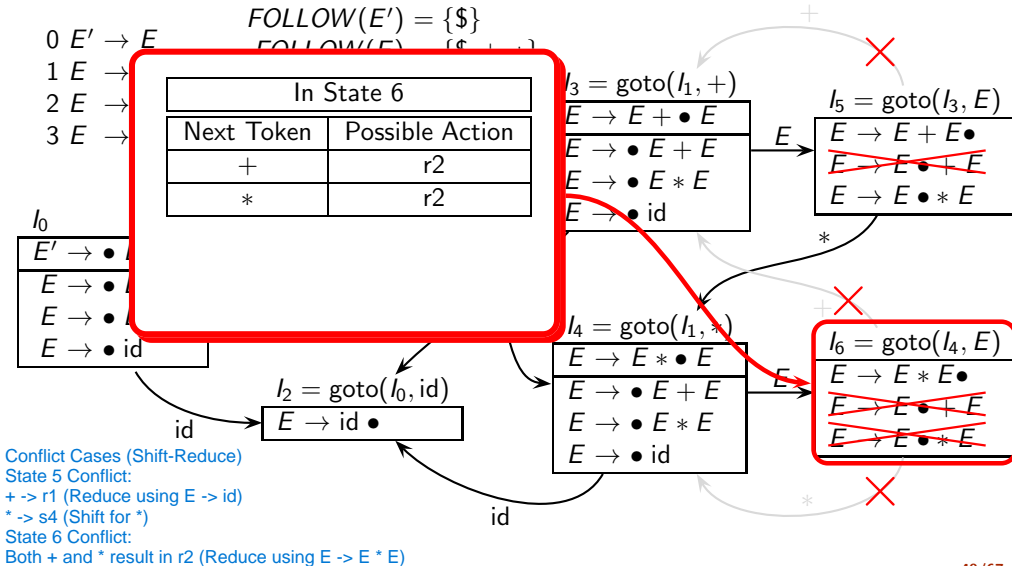 FOLLOW(E′) = {$}
0 E′ → E
1 E →
2 E →
3 E →
In State 6
Next Token Possible Action
+ r2
∗ r2
I0
E′ → •
E → •
E → •
E → • id
I2 = goto(I0, id)
E → id •
id
I3 = goto(I1, +)
E → E + • E
E → • E + E
E → • E ∗ E
E → • id
E
+
I5 = goto(I3, E)
E → E + E•
E → E • + E
E → E • ∗ E
∗
+
I4 = goto(I1, ∗)
E → E ∗ • E
E → • E + E
E → • E ∗ E
E → • id
E
I6 = goto(I4, E)
E → E ∗ E•
E → E • + E
E → E • ∗ E
∗
id
Conflict Cases (Shift-Reduce)
State 5 Conflict:
+ -> r1 (Reduce using E -> id)
* -> s4 (Shift for *)
State 6 Conflict:
Both + and * result in r2 (Reduce using E -> E * E)